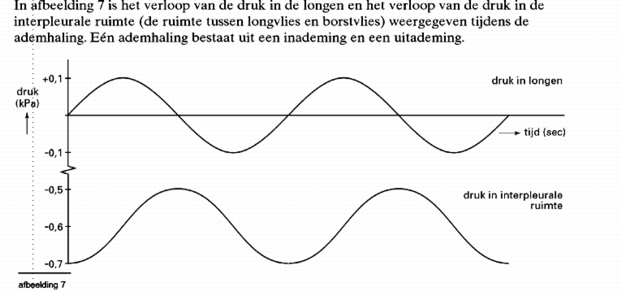 In afbeelding 7 is het verloop van de druk in de longen en het verloop van de druk in de
interpleurale ruimte (de ruimte tussen longvlies en borstvlies) weergegeven tijdens de
ademhaling. Eén ademhaling bestaat uit een inademing en een uitademing.
+0,1
druk in longen
druk
(kPa)
tijd (sec)
-0,1
-0,5
druk in interpleurale
ruimte
-0,6
-0,7
afbeelding 7